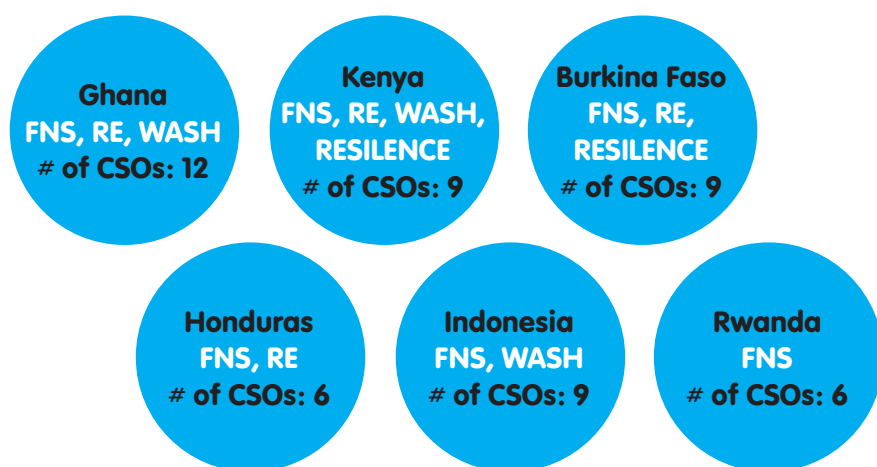 Ghana
FNS, RE, WASH
# of CSOs: 12
Kenya
FNS, RE, WASH,
RESILENCE
# of CSOs: 9
Burkina Faso
FNS, RE,
RESILENCE
# of CSOs: 9
Honduras
FNS, RE
# of CSOs: 6
Indonesia
FNS, WASH
# of CSOs: 9
Rwanda
FNS
# of CSOs: 6